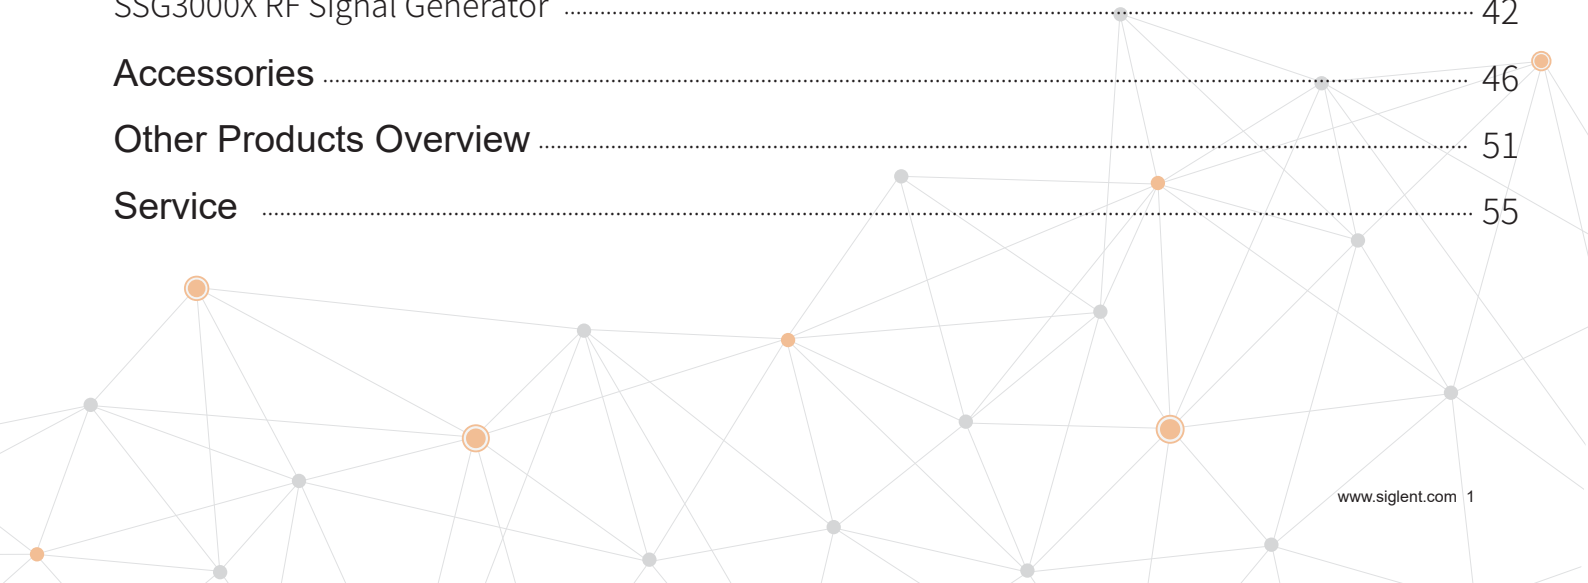 SSG3000X RF Signal Generator 42
Accessories 46
Other Products Overview 51
Service 55
www.siglent.com 1